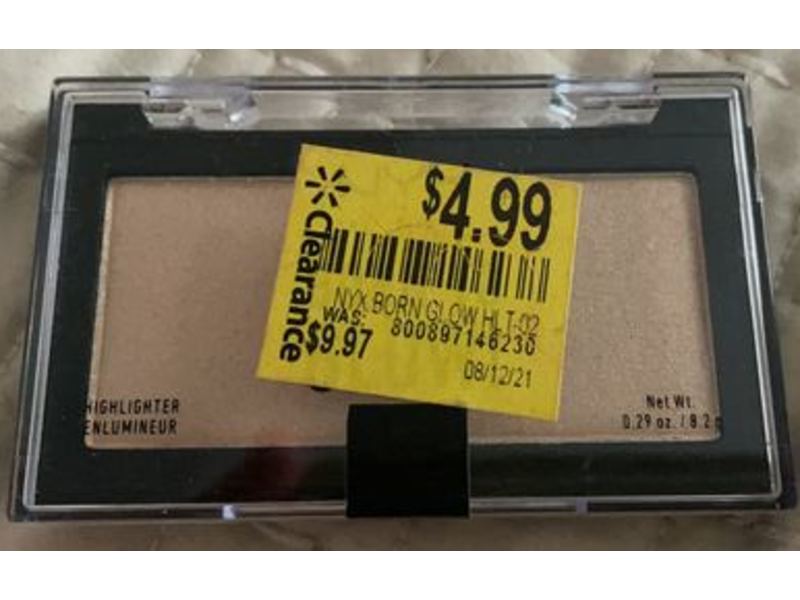 $4.99
Clearance
NYX BORN GLOW HLT-02
WAS:
800897146230
$9.97
08/12/21
HIGHLIGHTER
ENLUMINEUR
Net Wt.
0.29 oz. / 8.2 g